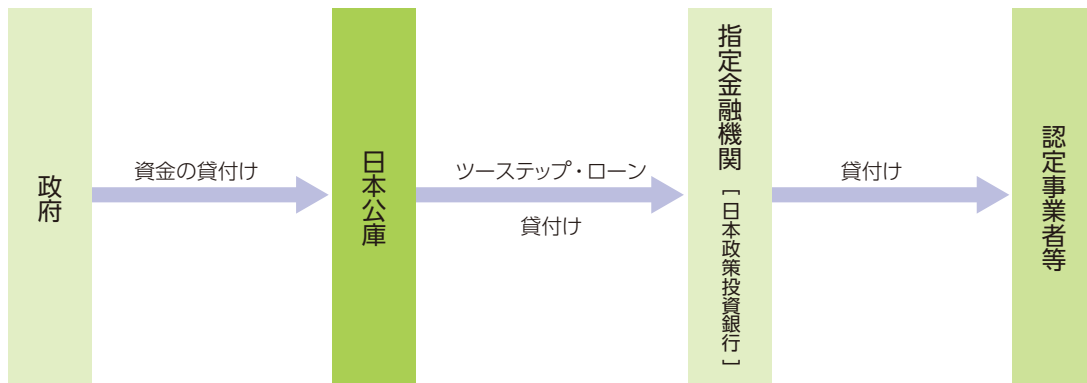 政府
資金の貸付け
日本公庫
ツーステップ・ローン
貸付け
指定金融機関
［日本政策投資銀行］
貸付け
認定事業者等